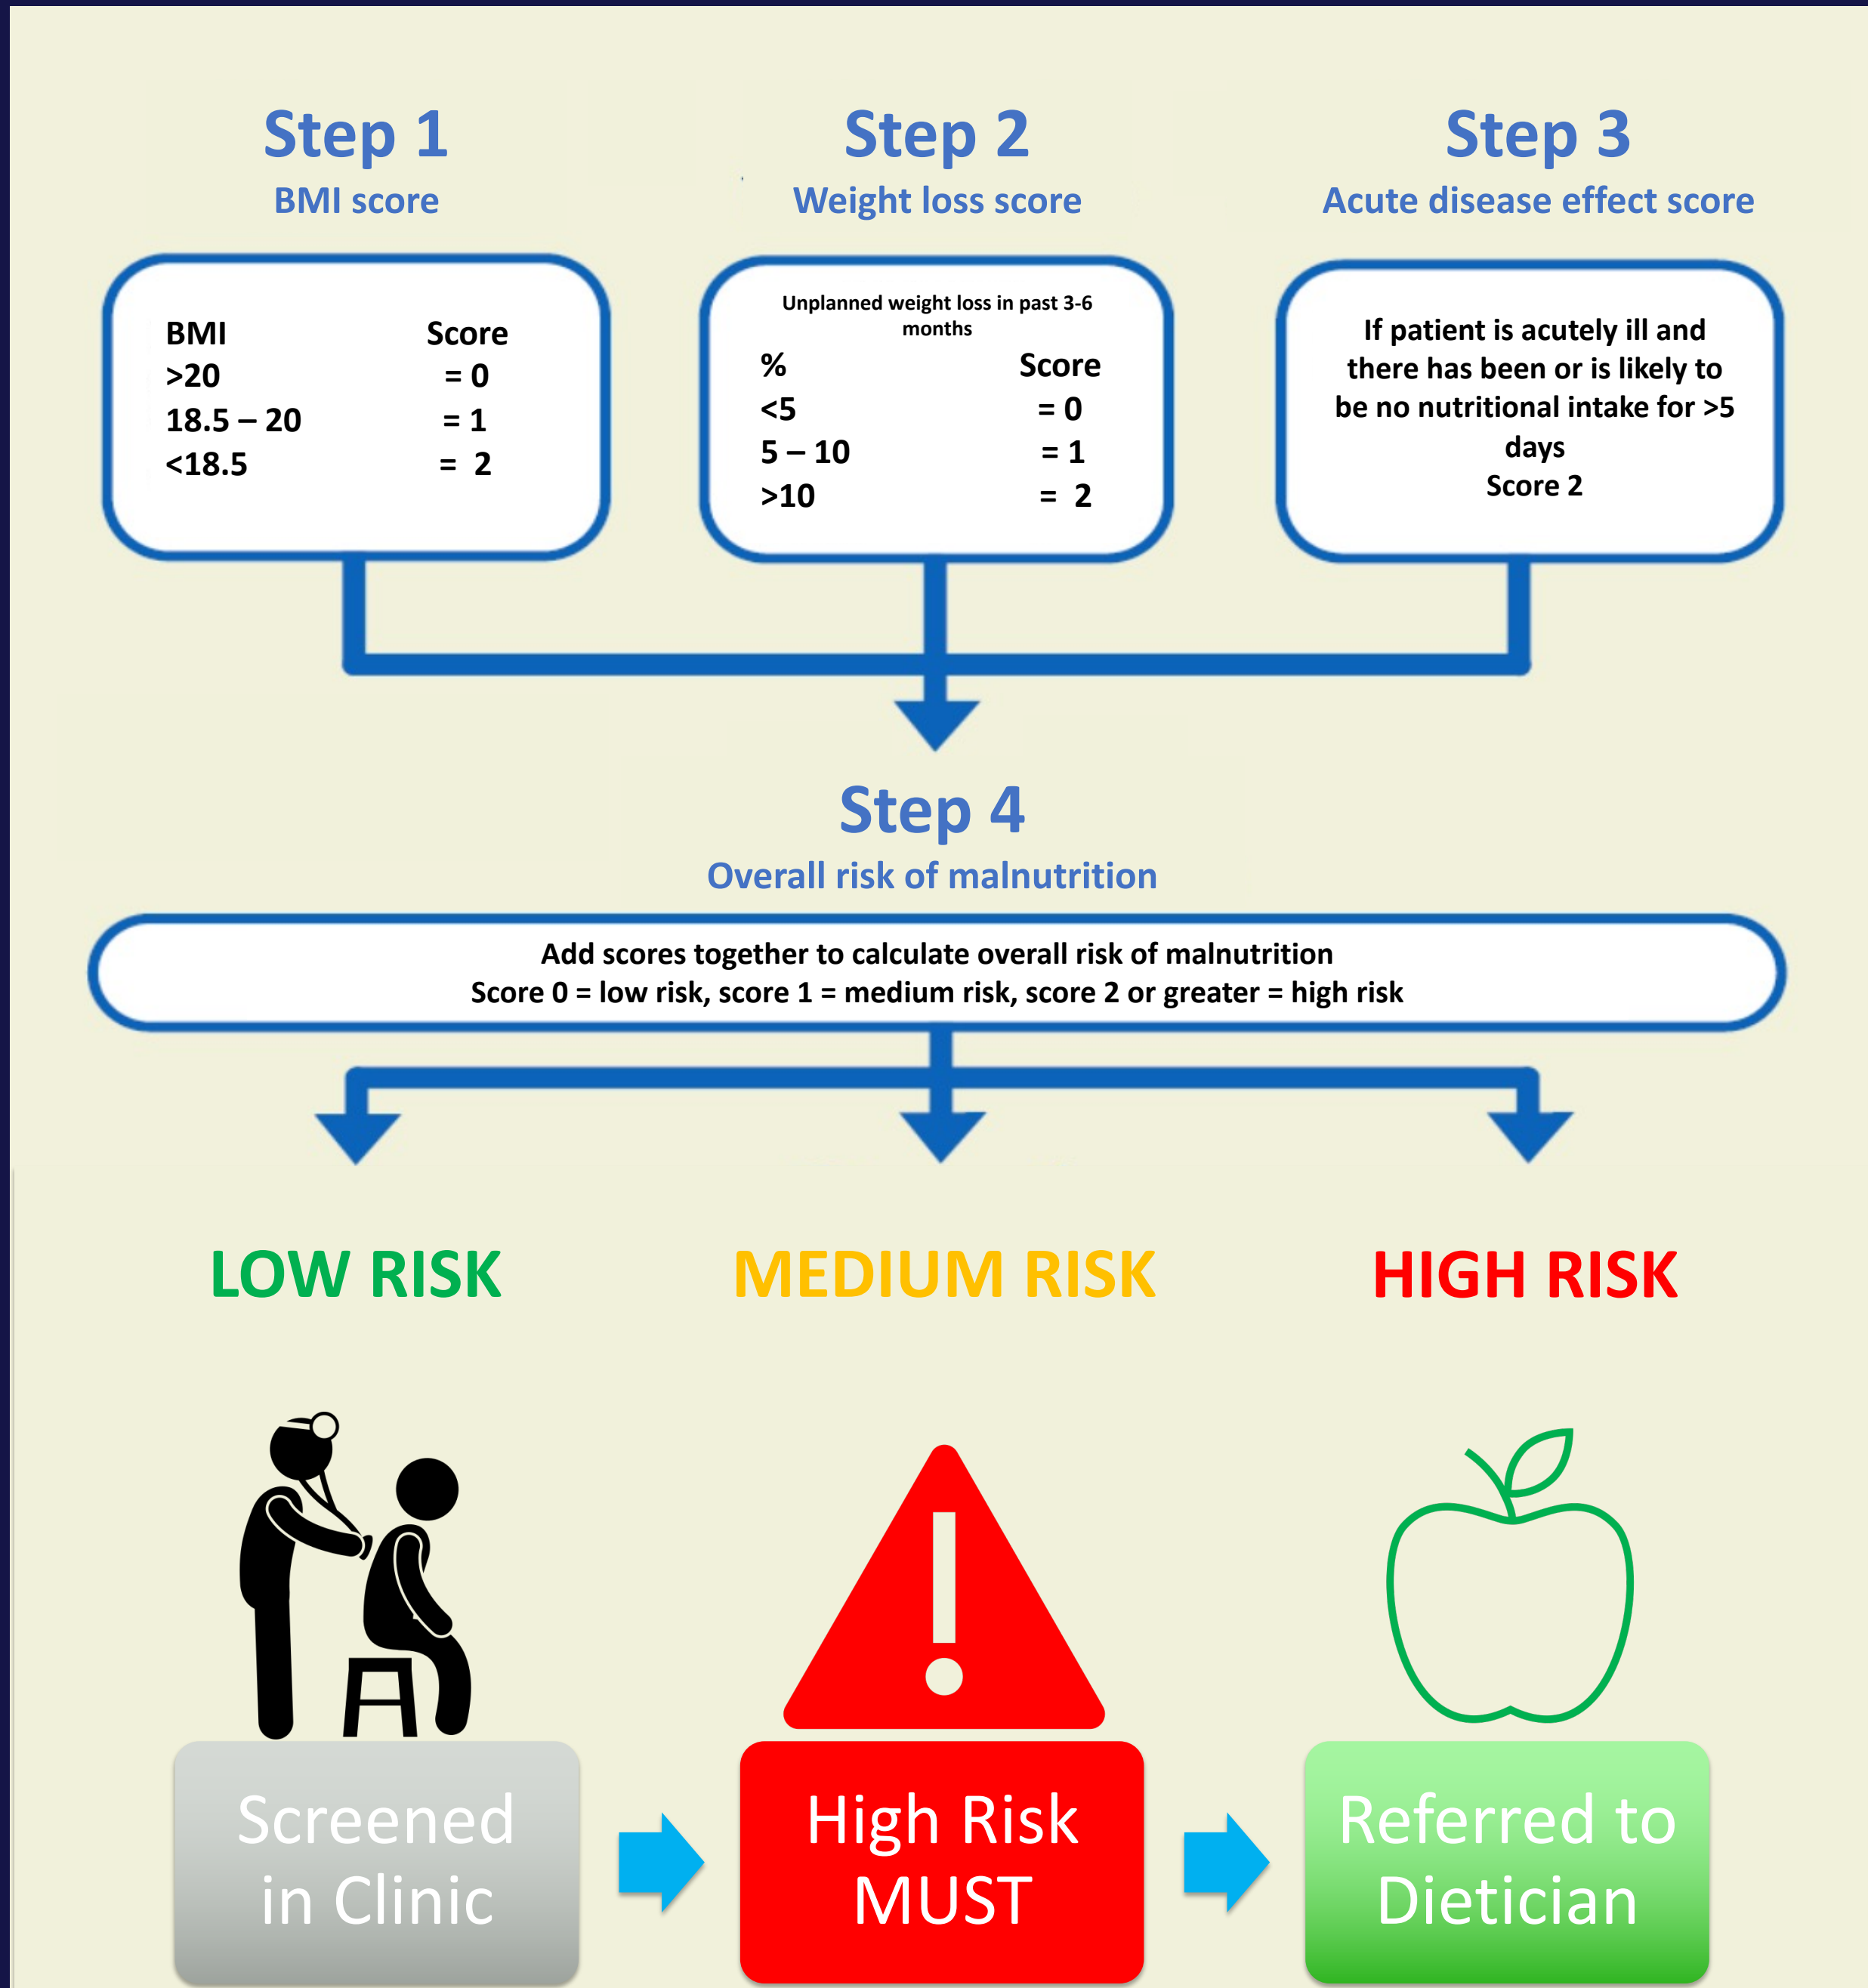 Step 1
BMI score
BMI Score
>20 = 0
18.5 – 20 = 1
<18.5 = 2
Step 2
Weight loss score
Unplanned weight loss in past 3-6
months
% Score
<5 = 0
5 – 10 = 1
>10 = 2
Step 3
Acute disease effect score
If patient is acutely ill and
there has been or is likely to
be no nutritional intake for >5
days
Score 2
Step 4
Overall risk of malnutrition
Add scores together to calculate overall risk of malnutrition
Score 0 = low risk, score 1 = medium risk, score 2 or greater = high risk
LOW RISK
MEDIUM RISK
HIGH RISK
Screened
in Clinic
High Risk
MUST
Referred to
Dietician